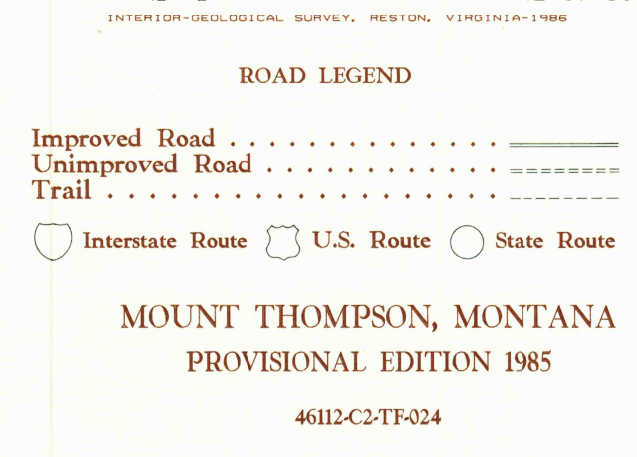 INTERIOR-GEOLOGICAL SURVEY, RESTON, VIRGINIA-1986
ROAD LEGEND
Improved Road . . . . . . . . . . . . . . .
Unimproved Road . . . . . . . . . . . . .
Trail . . . . . . . . . . . . . . . . . . .
Interstate Route U.S. Route State Route
MOUNT THOMPSON, MONTANA
PROVISIONAL EDITION 1985
46112-C2-TF-024